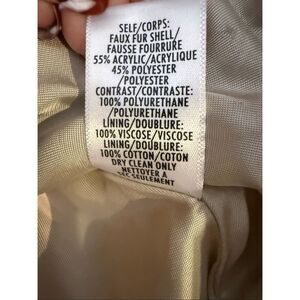 SELF/CORPS:
FAUX FUR SHELL/
FAUSSE FOURRURE
55% ACRYLIC/ACRYLIQUE
45% POLYESTER
/POLYESTER
CONTRAST/CONTRASTE:
100% POLYURETHANE
/POLYURETHANE
LINING/DOUBLURE:
100% VISCOSE/VISCOSE
LINING/DOUBLURE:
100% COTTON/COTON
DRY CLEAN ONLY
NETTOYER A
SEC SEULEMENT